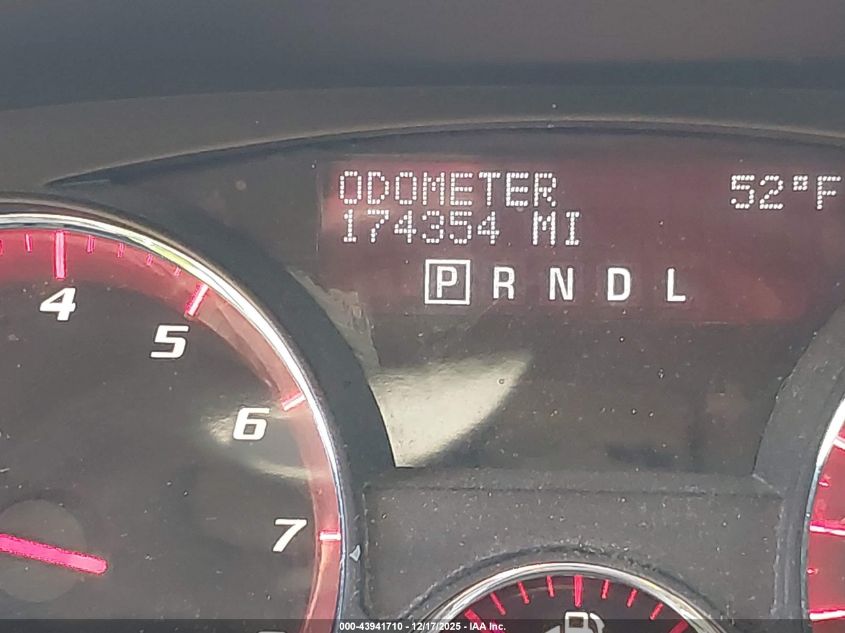 ODOMETER 52°F
174354 MI
P R N D L
4
5
6
7
000-43941710 - 12/17/2025 - IAA Inc.